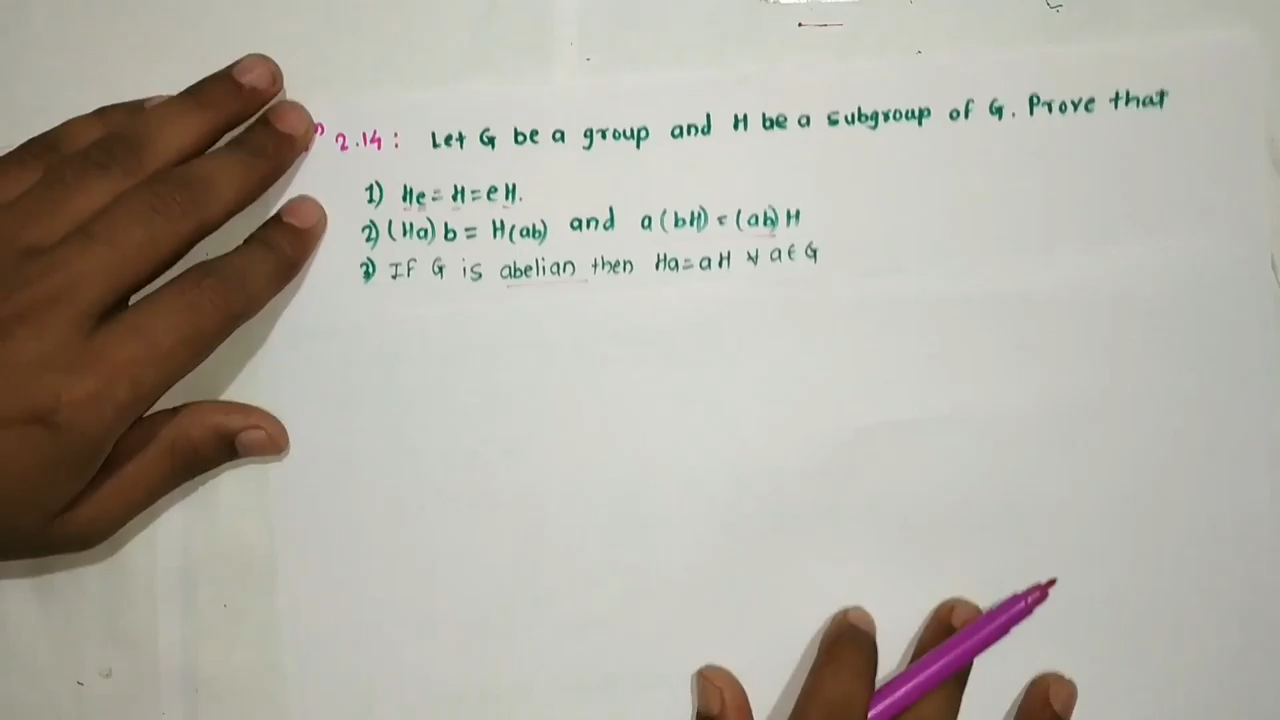 2.14: Let G be a group and H be a subgroup of G. Prove that
1) He = H = eH.
2) (Ha) b = H(ab) and a(bH) = (ab) H
3) If G is abelian then Ha = aH ∀ a ∈ G